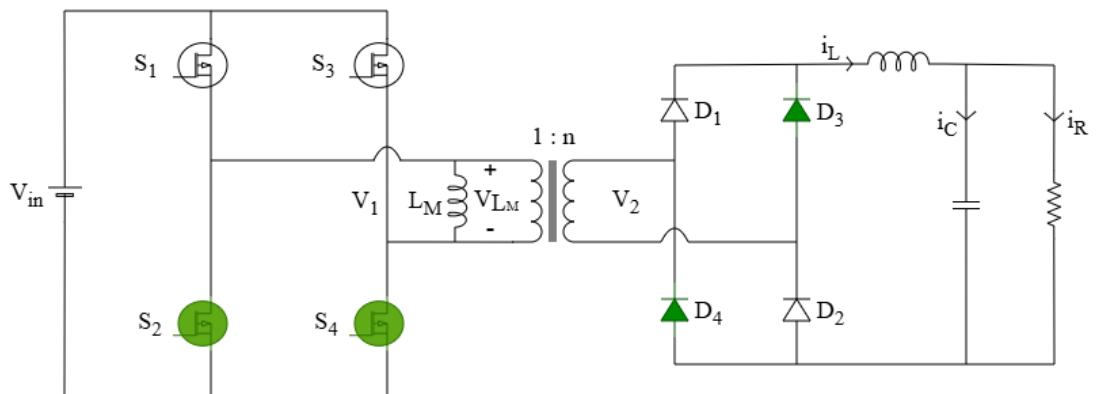 S1
S3
iL
D1
D3
1 : n
iC
iR
Vin
V1
LM
+
VLM
-
V2
S2
S4
D4
D2